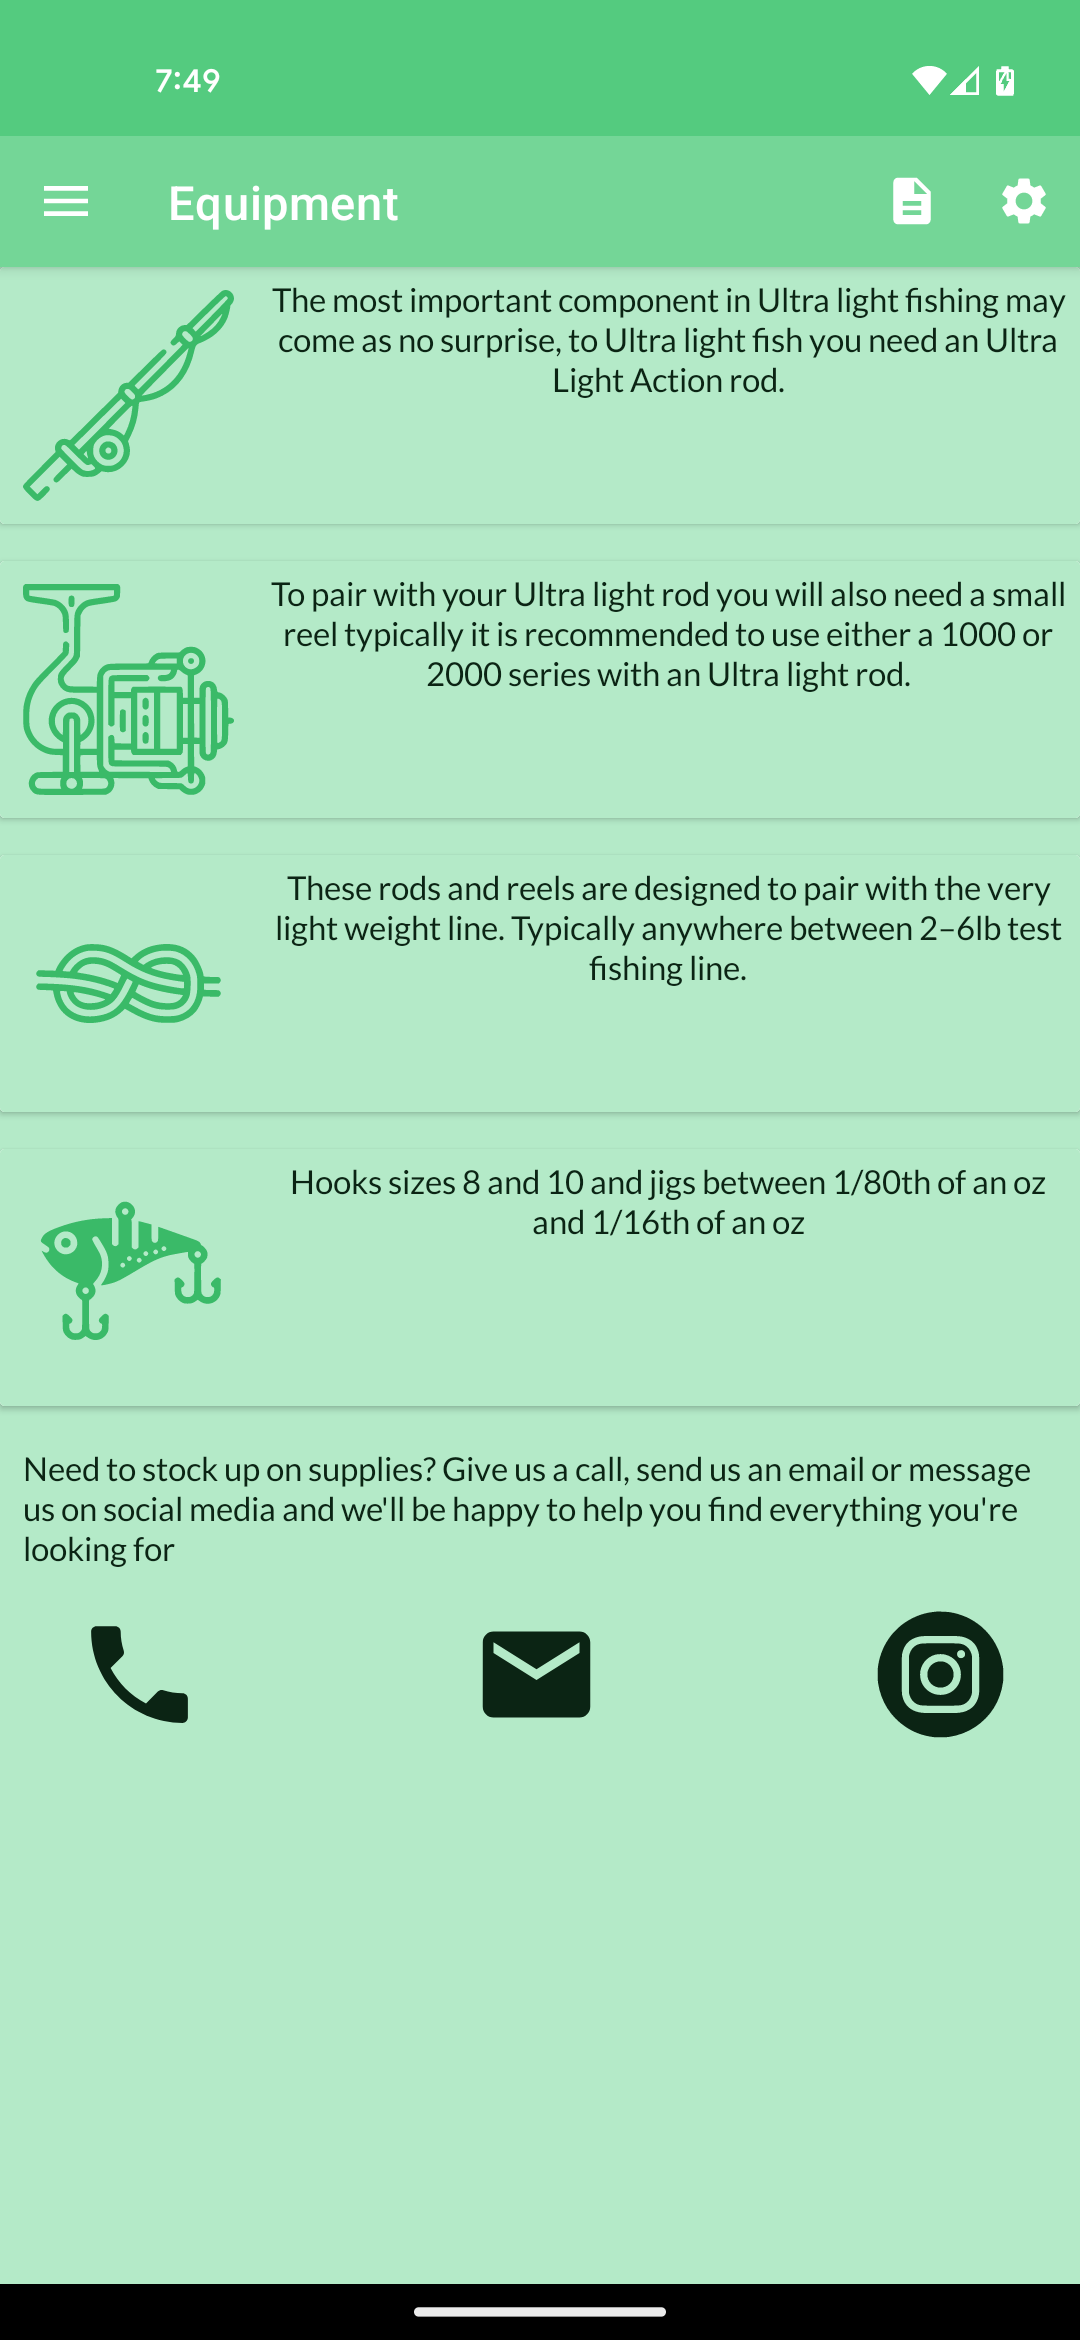 7:49
Equipment
The most important component in Ultra light fishing may
come as no surprise, to Ultra light fish you need an Ultra
Light Action rod.
To pair with your Ultra light rod you will also need a small
reel typically it is recommended to use either a 1000 or
2000 series with an Ultra light rod.
These rods and reels are designed to pair with the very
light weight line. Typically anywhere between 2–6lb test
fishing line.
Hooks sizes 8 and 10 and jigs between 1/80th of an oz
and 1/16th of an oz
Need to stock up on supplies? Give us a call, send us an email or message
us on social media and we'll be happy to help you find everything you're
looking for